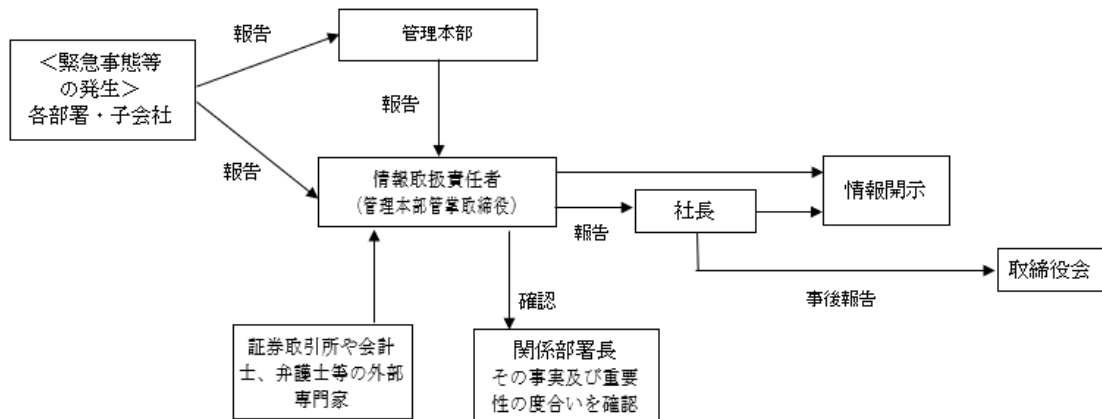 報告
管理本部
＜緊急事態等
の発生＞
各部署・子会社
報告
報告
情報取扱責任者
(管理本部管掌取締役)
報告
社長
情報開示
取締役会
事後報告
確認
証券取引所や会計
士、弁護士等の外部
専門家
関係部署長
その事実及び重要
性の度合いを確認